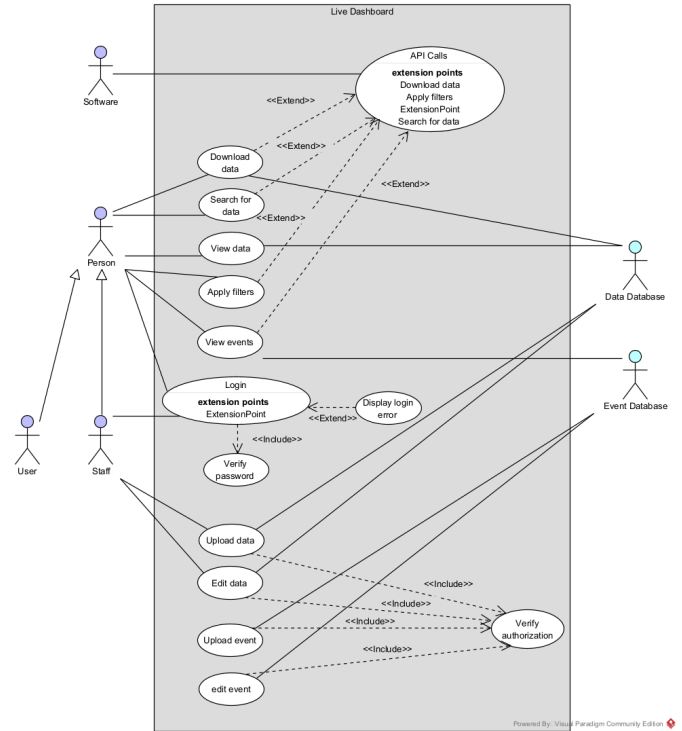 Live Dashboard
API Calls
extension points
Download data
Apply filters
ExtensionPoint
Search for data
Software
<<Extend>>
<<Extend>>
Download
data
<<Extend>>
Search for
data
<<Extend>>
Person
View data
Data Database
Apply filters
View events
Event Database
Login
extension points
ExtensionPoint
Display login
error
<<Extend>>
<<Include>>
User
Staff
Verify
password
Upload data
Edit data
<<Include>>
<<Include>>
<<Include>>
Verify
authorization
Upload event
<<Include>>
edit event
Powered By: Visual Paradigm Community Edition